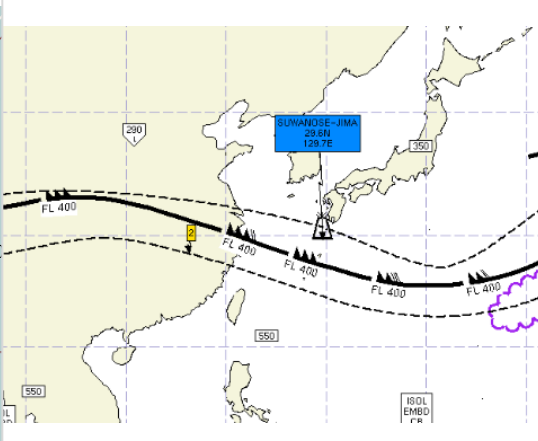 SUWANOSE-JIMA
29.6N
129.7E
290
L
350
FL 400
2
FL 400
FL 400
FL 400
FL 400
550
550
ISOL
EMBD
CB